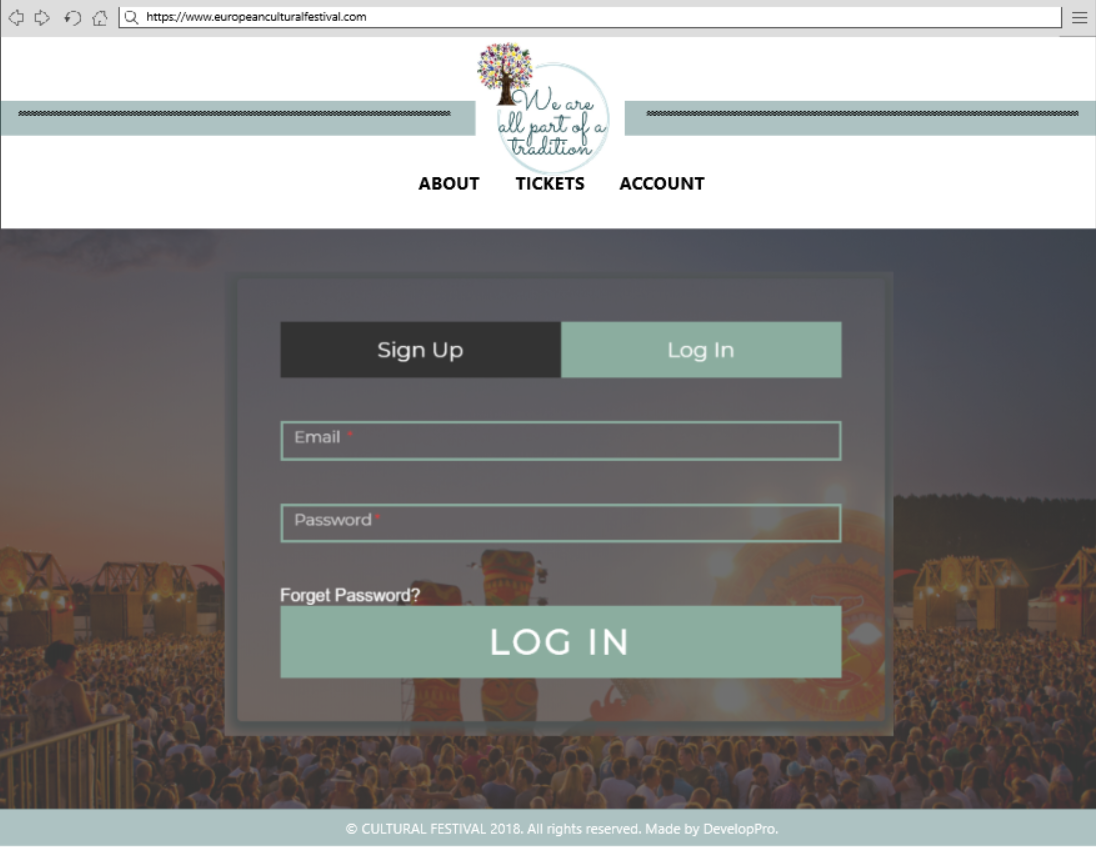 https://www.europeanculturalfestival.com
We are
all part of a
tradition
ABOUT TICKETS ACCOUNT
Sign Up Log In
Email *
Password*
Forget Password?
LOG IN
© CULTURAL FESTIVAL 2018. All rights reserved. Made by DevelopPro.